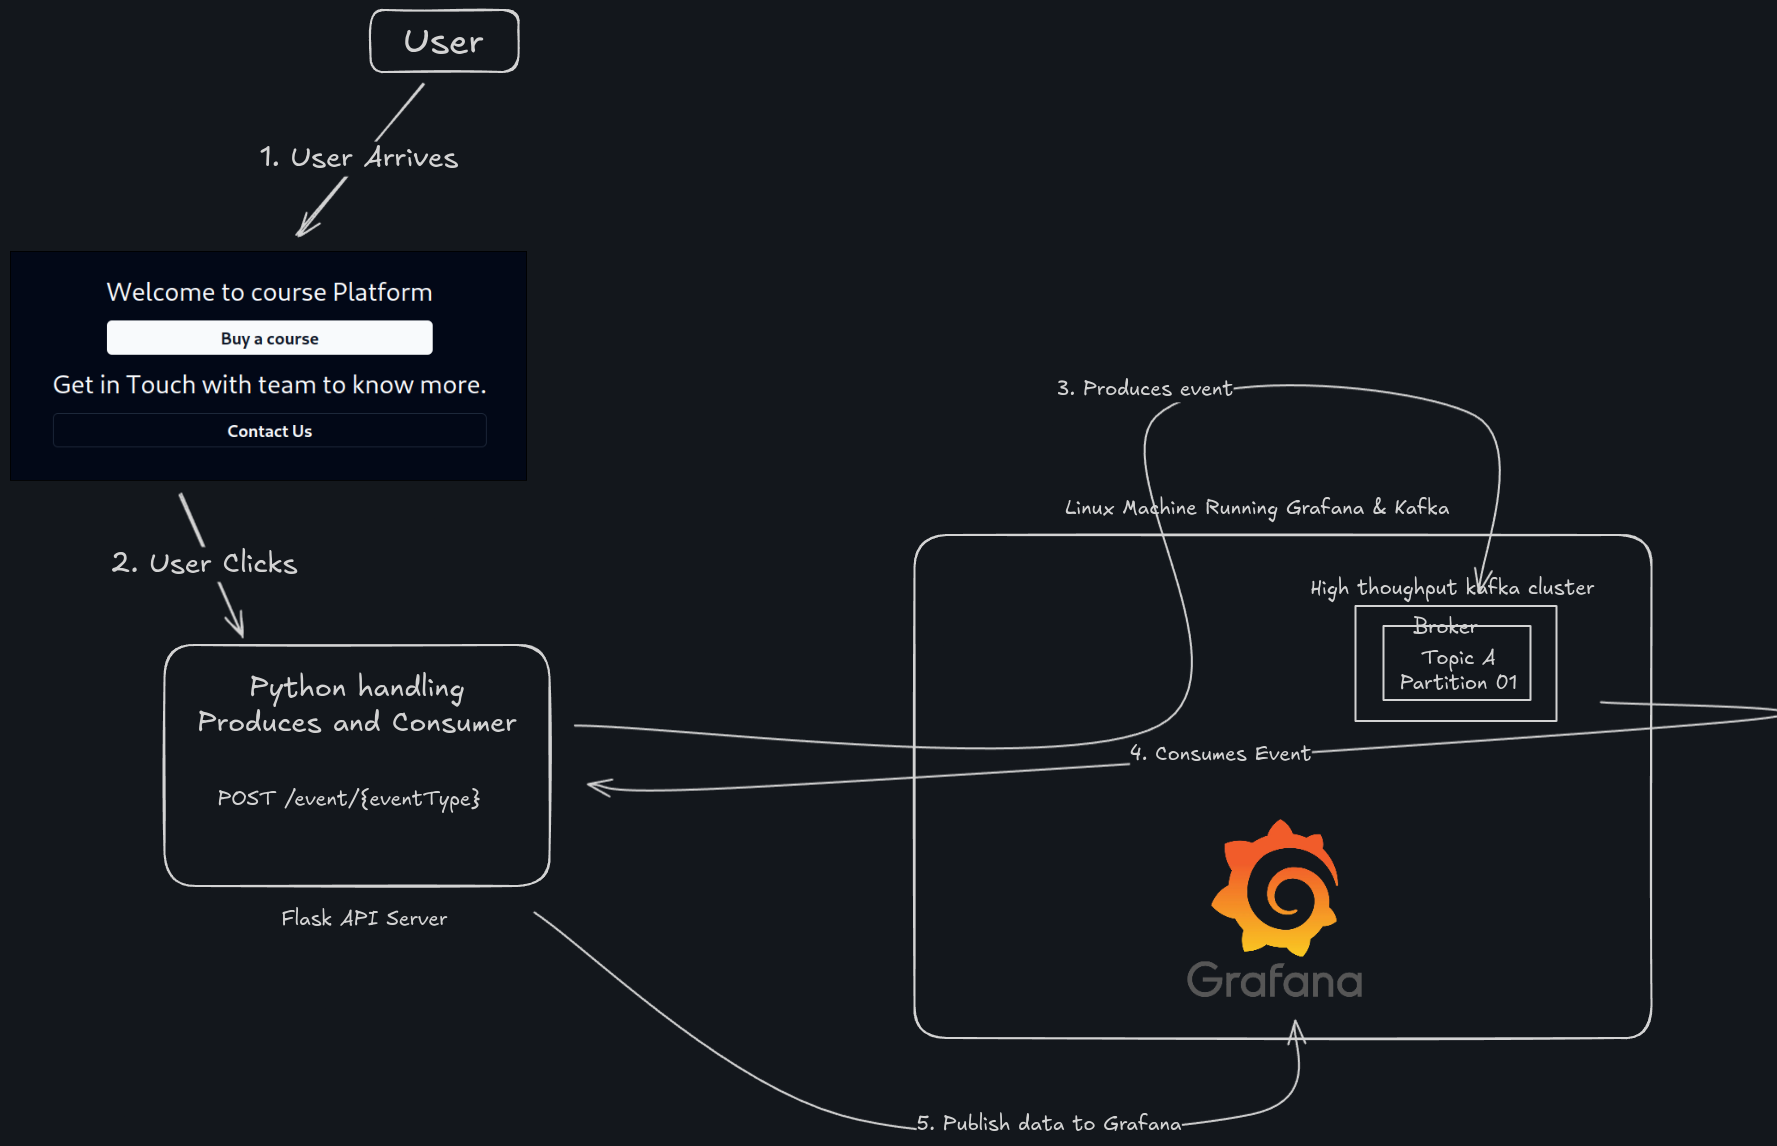 User
1. User Arrives
Welcome to course Platform
Buy a course
Get in Touch with team to know more.
Contact Us
2. User Clicks
Python handling
Produces and Consumer
POST /event/{eventType}
Flask API Server
3. Produces event
Linux Machine Running Grafana & Kafka
High thoughput kafka cluster
Broker
Topic A
Partition 01
4. Consumes Event
Grafana
5. Publish data to Grafana